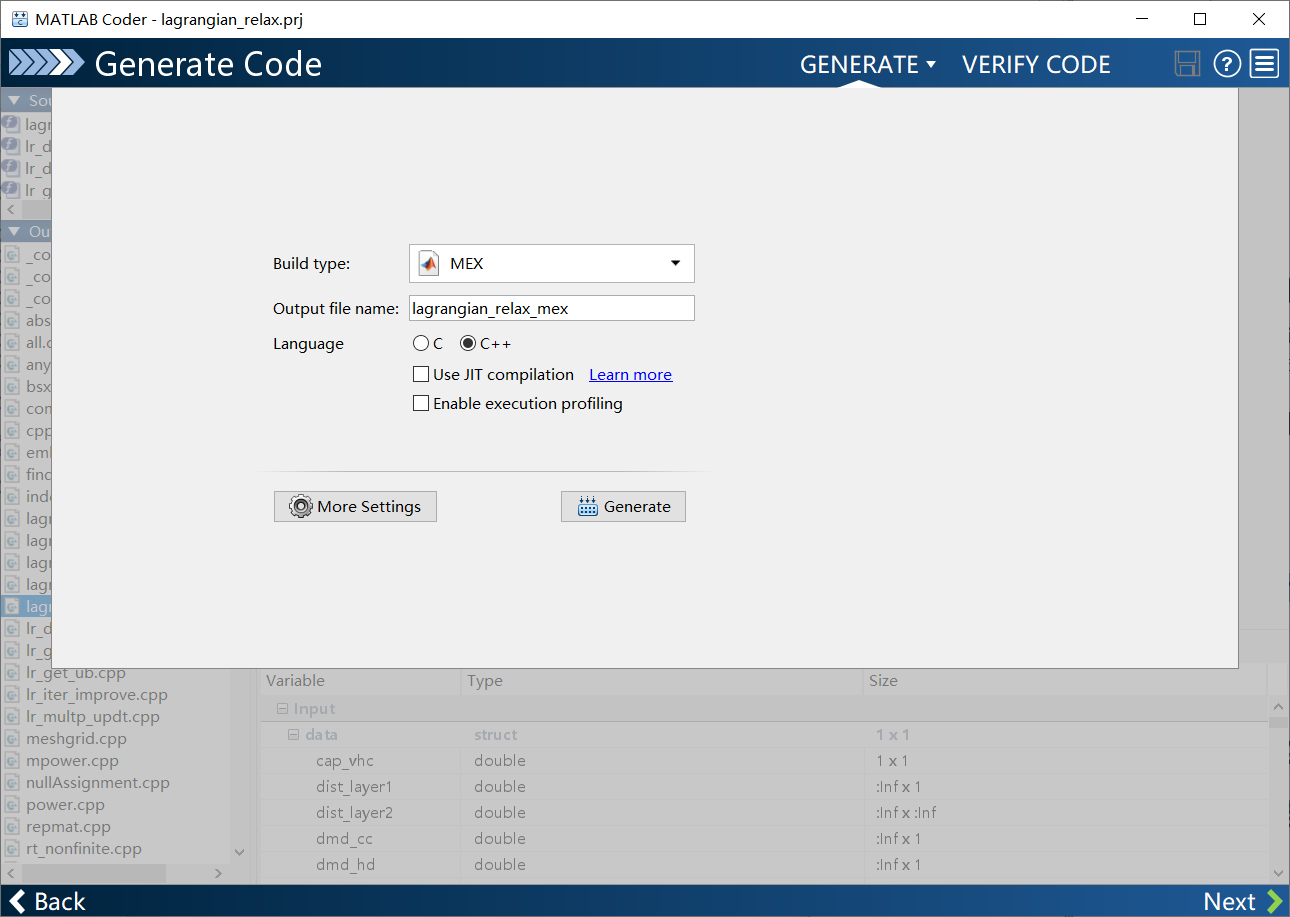 MATLAB Coder - lagrangian_relax.prj
Generate Code
GENERATE
VERIFY CODE
?
Sou
lagr
lr_d
lr_d
lr_g
Ou
_co
_co
_co
abs
all.c
any
bsx
con
cpp
eml
finc
inde
lagr
lagr
lagr
lagr
lagr
lr_d
lr_g
lr_get_ub.cpp
lr_iter_improve.cpp
lr_multp_updt.cpp
meshgrid.cpp
mpower.cpp
nullAssignment.cpp
power.cpp
repmat.cpp
rt_nonfinite.cpp
Build type:
MEX
Output file name:
lagrangian_relax_mex
Language
C C++
Use JIT compilation Learn more
Enable execution profiling
More Settings
Generate
Variable Type Size
Input
data struct 1 x 1
cap_vhc double 1 x 1
dist_layer1 double :Inf x 1
dist_layer2 double :Inf x :Inf
dmd_cc double :Inf x 1
dmd_hd double :Inf x 1
Back
Next